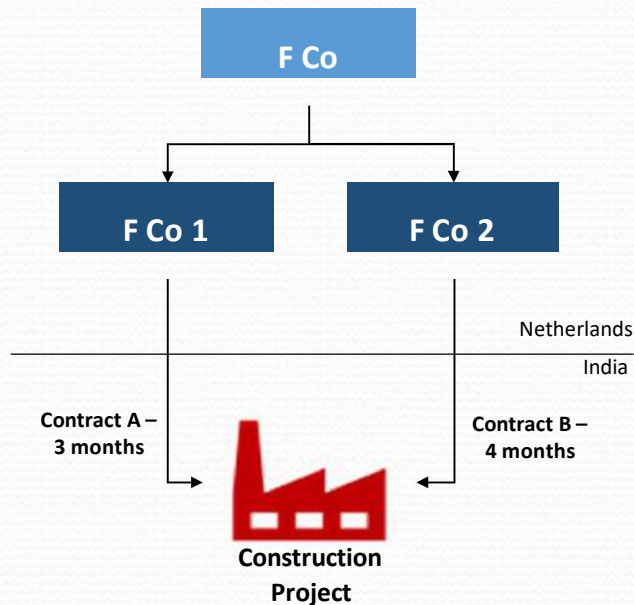 F Co
F Co 1
F Co 2
Netherlands
India
Contract A –
3 months
Contract B –
4 months
Construction
Project